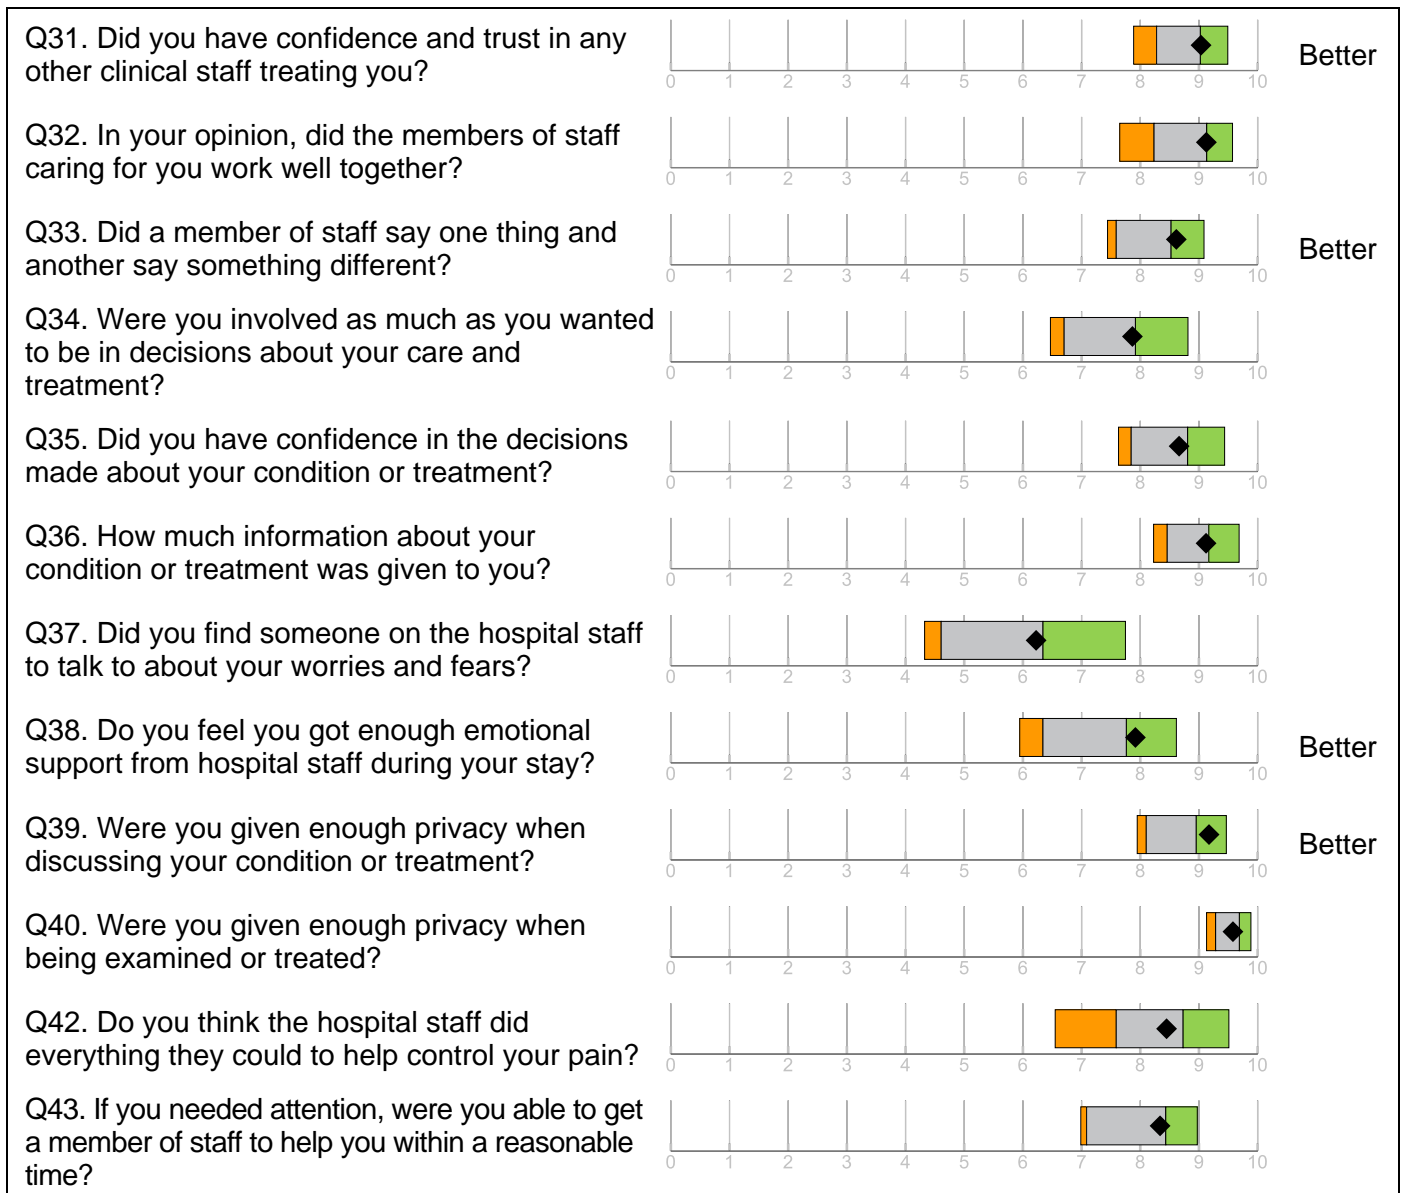 Q31. Did you have confidence and trust in any
other clinical staff treating you?
0 1 2 3 4 5 6 7 8 9 10
Better
Q32. In your opinion, did the members of staff
caring for you work well together?
0 1 2 3 4 5 6 7 8 9 10
Q33. Did a member of staff say one thing and
another say something different?
0 1 2 3 4 5 6 7 8 9 10
Better
Q34. Were you involved as much as you wanted
to be in decisions about your care and
treatment?
0 1 2 3 4 5 6 7 8 9 10
Q35. Did you have confidence in the decisions
made about your condition or treatment?
0 1 2 3 4 5 6 7 8 9 10
Q36. How much information about your
condition or treatment was given to you?
0 1 2 3 4 5 6 7 8 9 10
Q37. Did you find someone on the hospital staff
to talk to about your worries and fears?
0 1 2 3 4 5 6 7 8 9 10
Q38. Do you feel you got enough emotional
support from hospital staff during your stay?
0 1 2 3 4 5 6 7 8 9 10
Better
Q39. Were you given enough privacy when
discussing your condition or treatment?
0 1 2 3 4 5 6 7 8 9 10
Better
Q40. Were you given enough privacy when
being examined or treated?
0 1 2 3 4 5 6 7 8 9 10
Q42. Do you think the hospital staff did
everything they could to help control your pain?
0 1 2 3 4 5 6 7 8 9 10
Q43. If you needed attention, were you able to get
a member of staff to help you within a reasonable
time?
0 1 2 3 4 5 6 7 8 9 10